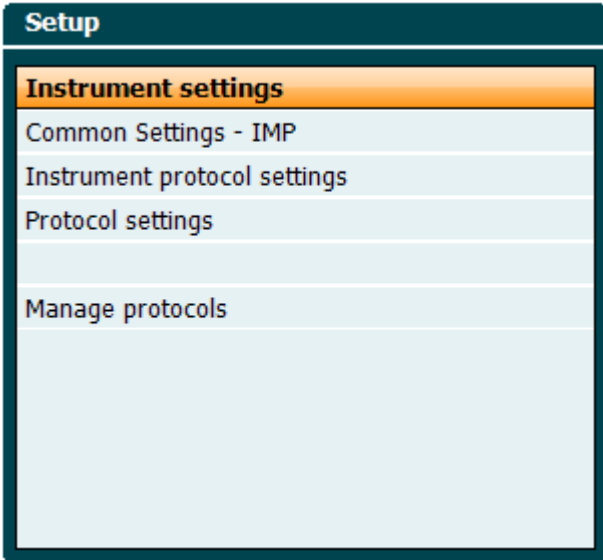 Setup
Instrument settings
Common Settings - IMP
Instrument protocol settings
Protocol settings
Manage protocols